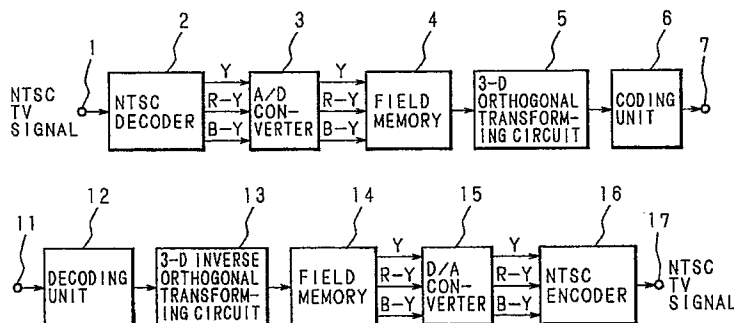 1
2
3
4
5
6
7
NTSC
TV
SIGNAL
NTSC
DECODER
Y
R-Y
B-Y
A/D
CON-
VERTER
Y
R-Y
B-Y
FIELD
MEMORY
3-D
ORTHOGONAL
TRANSFORM-
ING CIRCUIT
CODING
UNIT
11
12
13
14
15
16
17
DECODING
UNIT
3-D INVERSE
ORTHOGONAL
TRANSFORM-
ING CIRCUIT
FIELD
MEMORY
Y
R-Y
B-Y
D/A
CON-
VERTER
Y
R-Y
B-Y
NTSC
ENCODER
NTSC
TV
SIGNAL